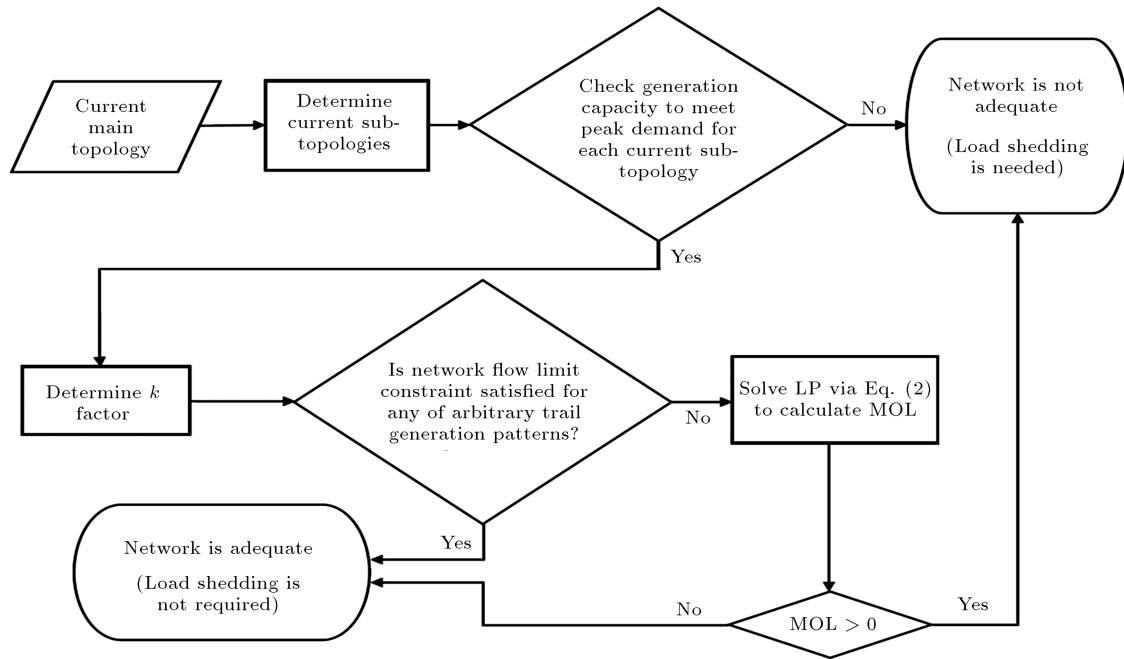 Current
main
topology
Determine
current sub-
topologies
Check generation
capacity to meet
peak demand for
each current sub-
topology
No
Network is not
adequate
(Load shedding
is needed)
Yes
Determine k
factor
Is network flow limit
constraint satisfied for
any of arbitrary trail
generation patterns?
No
Solve LP via Eq. (2)
to calculate MOL
Yes
Network is adequate
(Load shedding is
not required)
No
MOL > 0
Yes